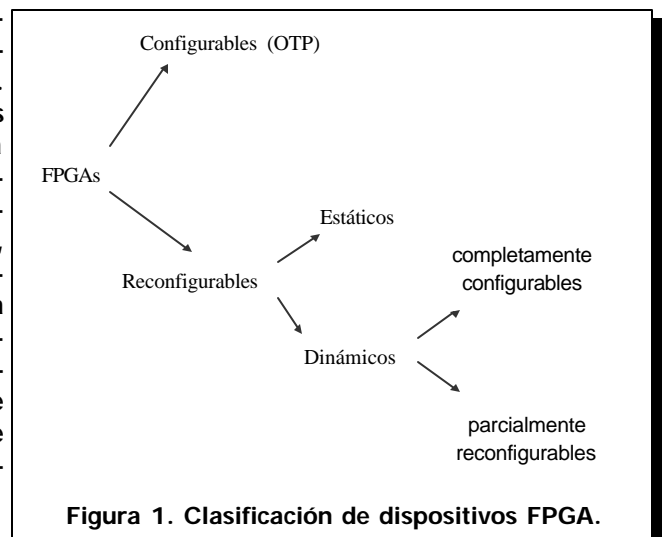 Configurables (OTP)
FPGAs
Estáticos
Reconfigurables
completamente
configurables
Dinámicos
parcialmente
reconfigurables
Figura 1. Clasificación de dispositivos FPGA.